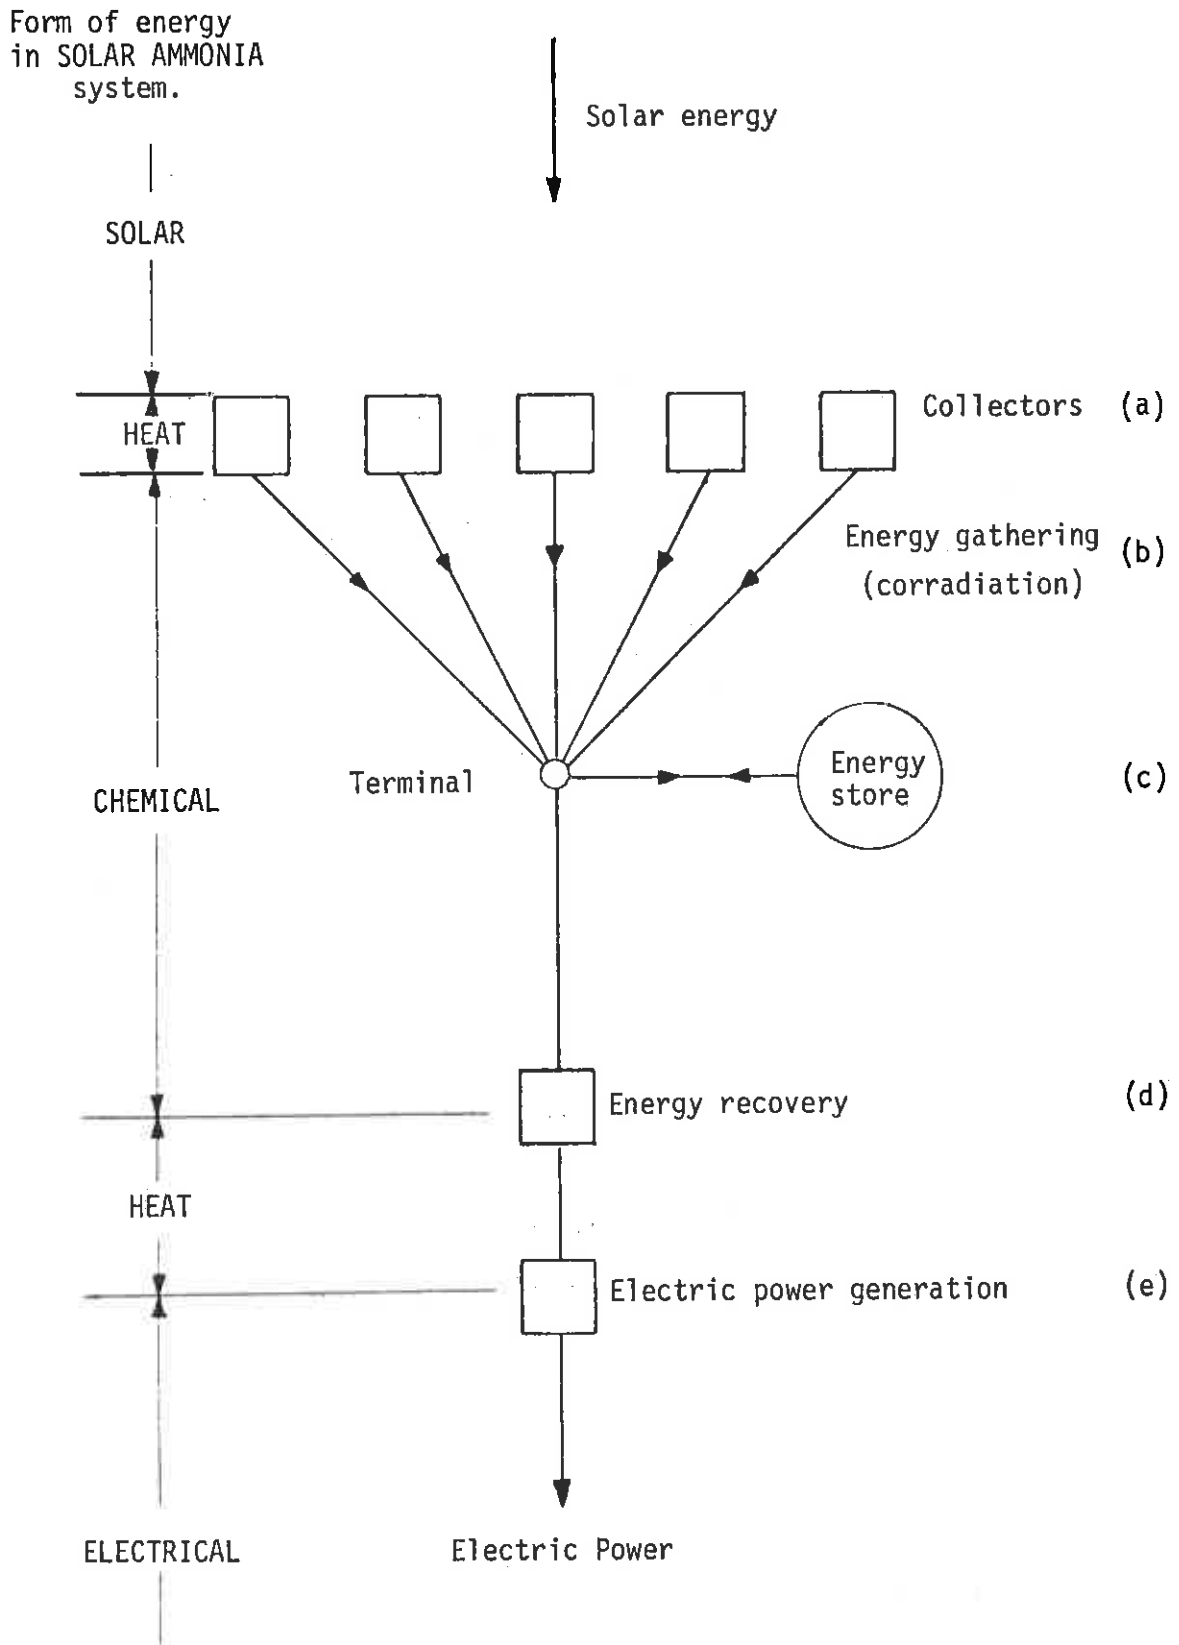 Form of energy
in SOLAR AMMONIA
system.
Solar energy
SOLAR
Collectors (a)
HEAT
Energy gathering
(b)
(corradiation)
Energy
store
Terminal
(c)
CHEMICAL
Energy recovery (d)
HEAT
Electric power generation (e)
ELECTRICAL
Electric Power